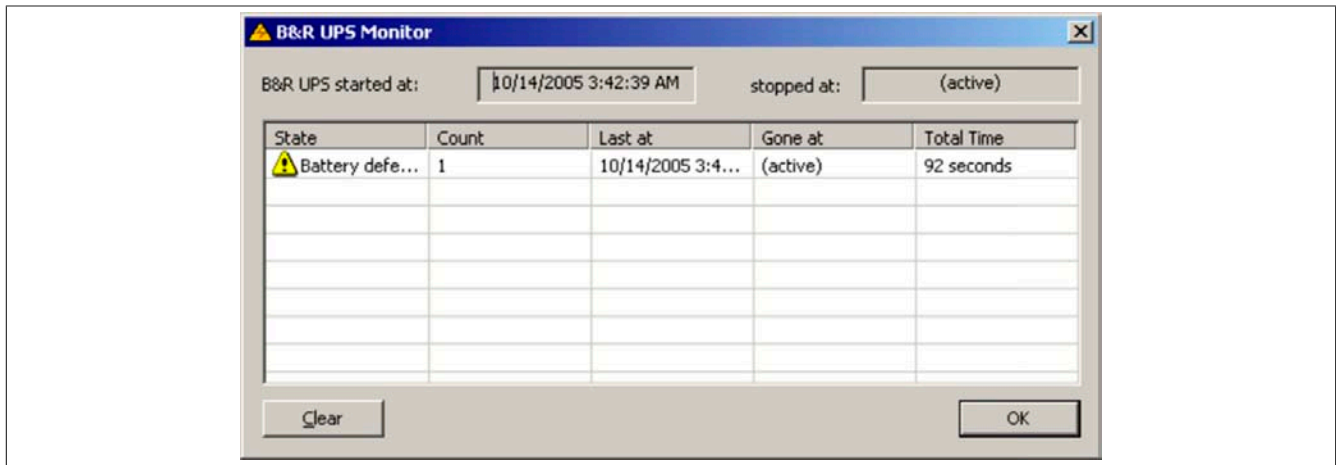 B&R UPS Monitor
B&R UPS started at: 10/14/2005 3:42:39 AM stopped at: (active)
State Count Last at Gone at Total Time
Battery defe... 1 10/14/2005 3:4... (active) 92 seconds
Clear OK